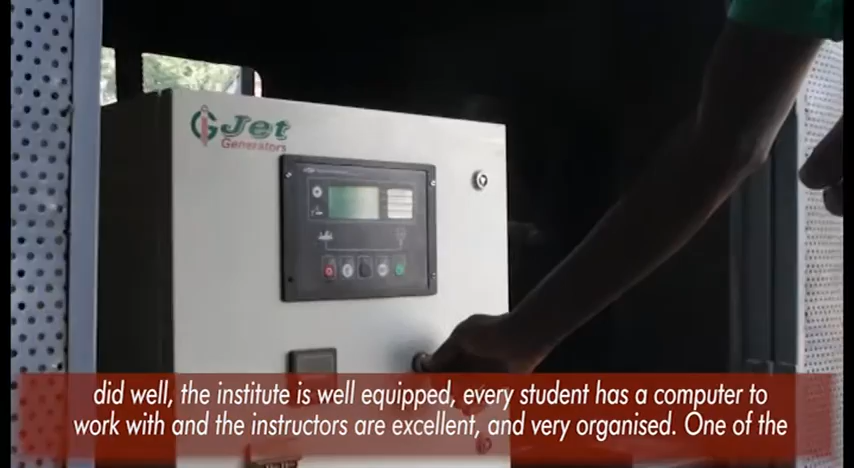 GJet
Generators
did well, the institute is well equipped, every student has a computer to
work with and the instructors are excellent, and very organised. One of the